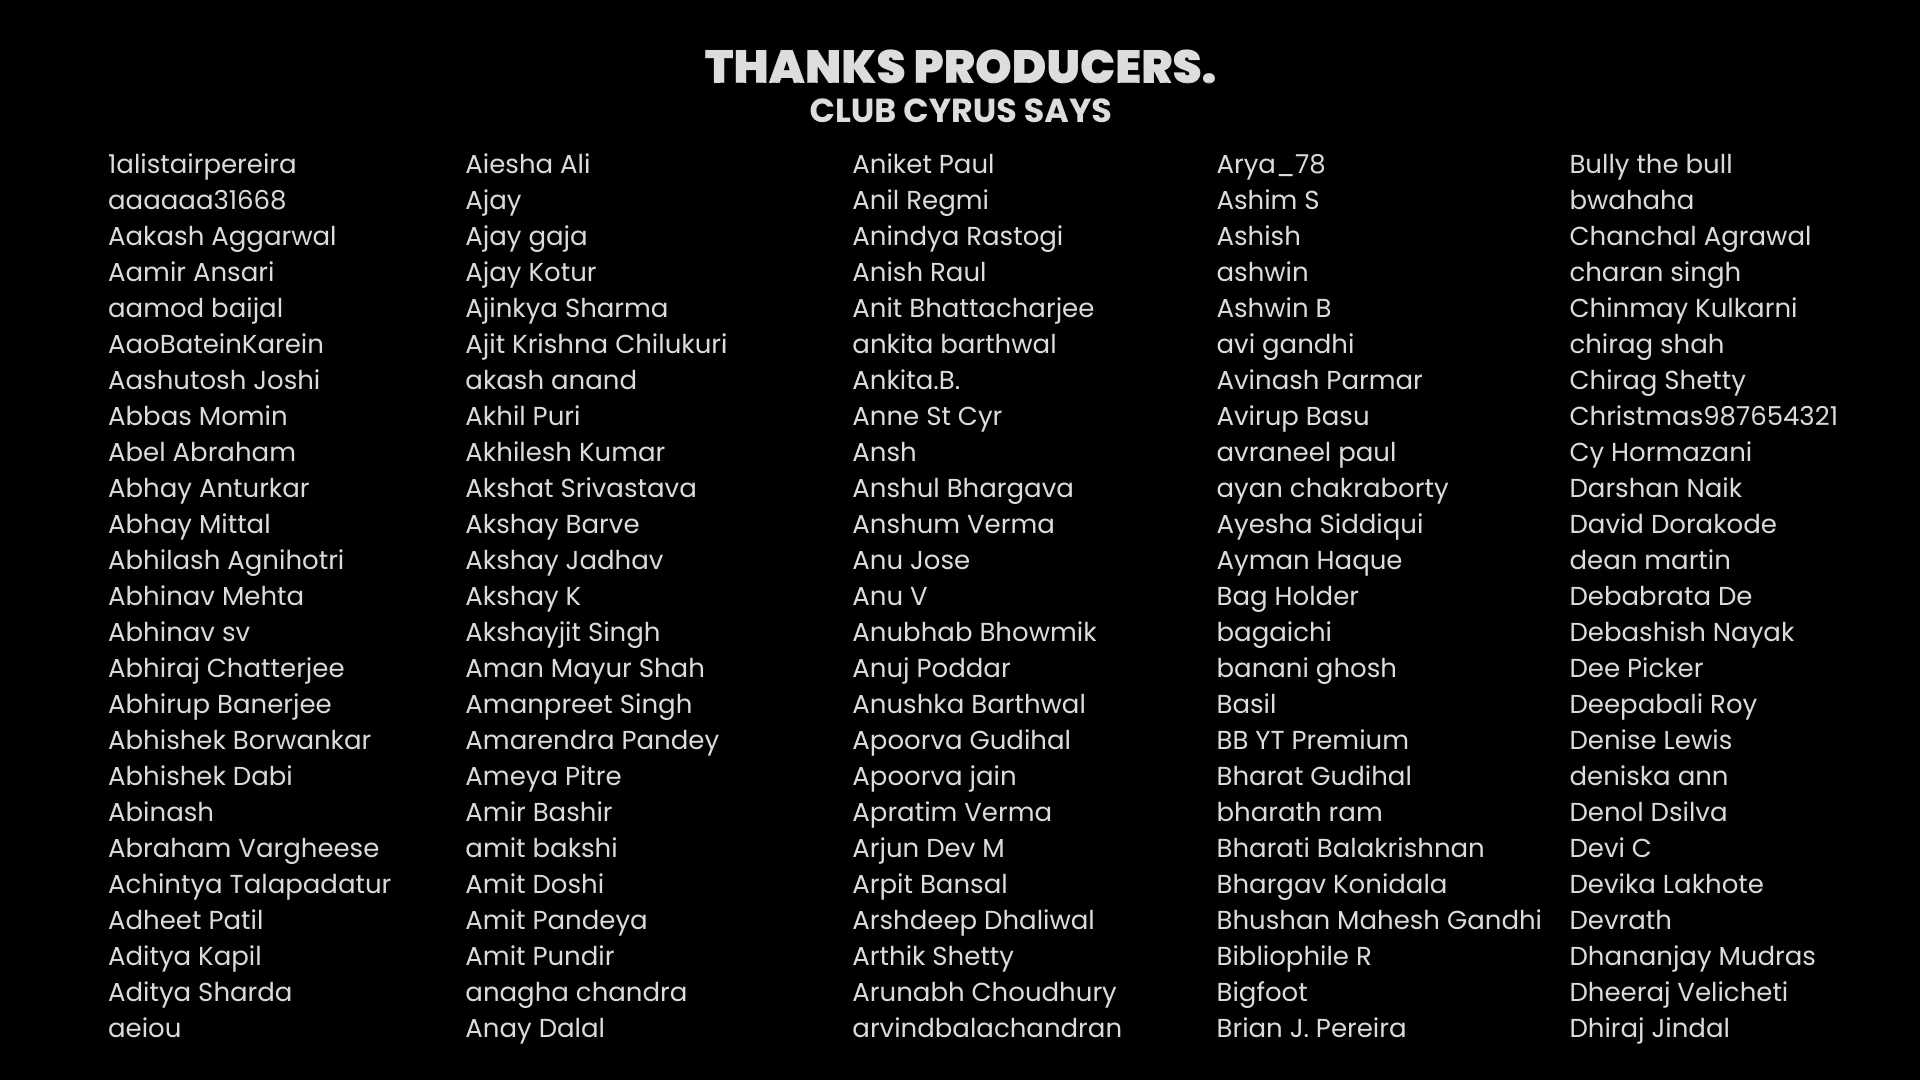 THANKS PRODUCERS.
CLUB CYRUS SAYS
1alistairpereira
aaaaaa31668
Aakash Aggarwal
Aamir Ansari
aamod baijal
AaoBateinKarein
Aashutosh Joshi
Abbas Momin
Abel Abraham
Abhay Anturkar
Abhay Mittal
Abhilash Agnihotri
Abhinav Mehta
Abhinav sv
Abhiraj Chatterjee
Abhirup Banerjee
Abhishek Borwankar
Abhishek Dabi
Abinash
Abraham Vargheese
Achintya Talapadatur
Adheet Patil
Aditya Kapil
Aditya Sharda
aeiou
Aiesha Ali
Ajay
Ajay gaja
Ajay Kotur
Ajinkya Sharma
Ajit Krishna Chilukuri
akash anand
Akhil Puri
Akhilesh Kumar
Akshat Srivastava
Akshay Barve
Akshay Jadhav
Akshay K
Akshayjit Singh
Aman Mayur Shah
Amanpreet Singh
Amarendra Pandey
Ameya Pitre
Amir Bashir
amit bakshi
Amit Doshi
Amit Pandeya
Amit Pundir
anagha chandra
Anay Dalal
Aniket Paul
Anil Regmi
Anindya Rastogi
Anish Raul
Anit Bhattacharjee
ankita barthwal
Ankita.B.
Anne St Cyr
Ansh
Anshul Bhargava
Anshum Verma
Anu Jose
Anu V
Anubhab Bhowmik
Anuj Poddar
Anushka Barthwal
Apoorva Gudihal
Apoorva jain
Apratim Verma
Arjun Dev M
Arpit Bansal
Arshdeep Dhaliwal
Arthik Shetty
Arunabh Choudhury
arvindbalachandran
Arya_78
Ashim S
Ashish
ashwin
Ashwin B
avi gandhi
Avinash Parmar
Avirup Basu
avraneel paul
ayan chakraborty
Ayesha Siddiqui
Ayman Haque
Bag Holder
bagaichi
banani ghosh
Basil
BB YT Premium
Bharat Gudihal
bharath ram
Bharati Balakrishnan
Bhargav Konidala
Bhushan Mahesh Gandhi
Bibliophile R
Bigfoot
Brian J. Pereira
Bully the bull
bwahaha
Chanchal Agrawal
charan singh
Chinmay Kulkarni
chirag shah
Chirag Shetty
Christmas987654321
Cy Hormazani
Darshan Naik
David Dorakode
dean martin
Debabrata De
Debashish Nayak
Dee Picker
Deepabali Roy
Denise Lewis
deniska ann
Denol Dsilva
Devi C
Devika Lakhote
Devrath
Dhananjay Mudras
Dheeraj Velicheti
Dhiraj Jindal